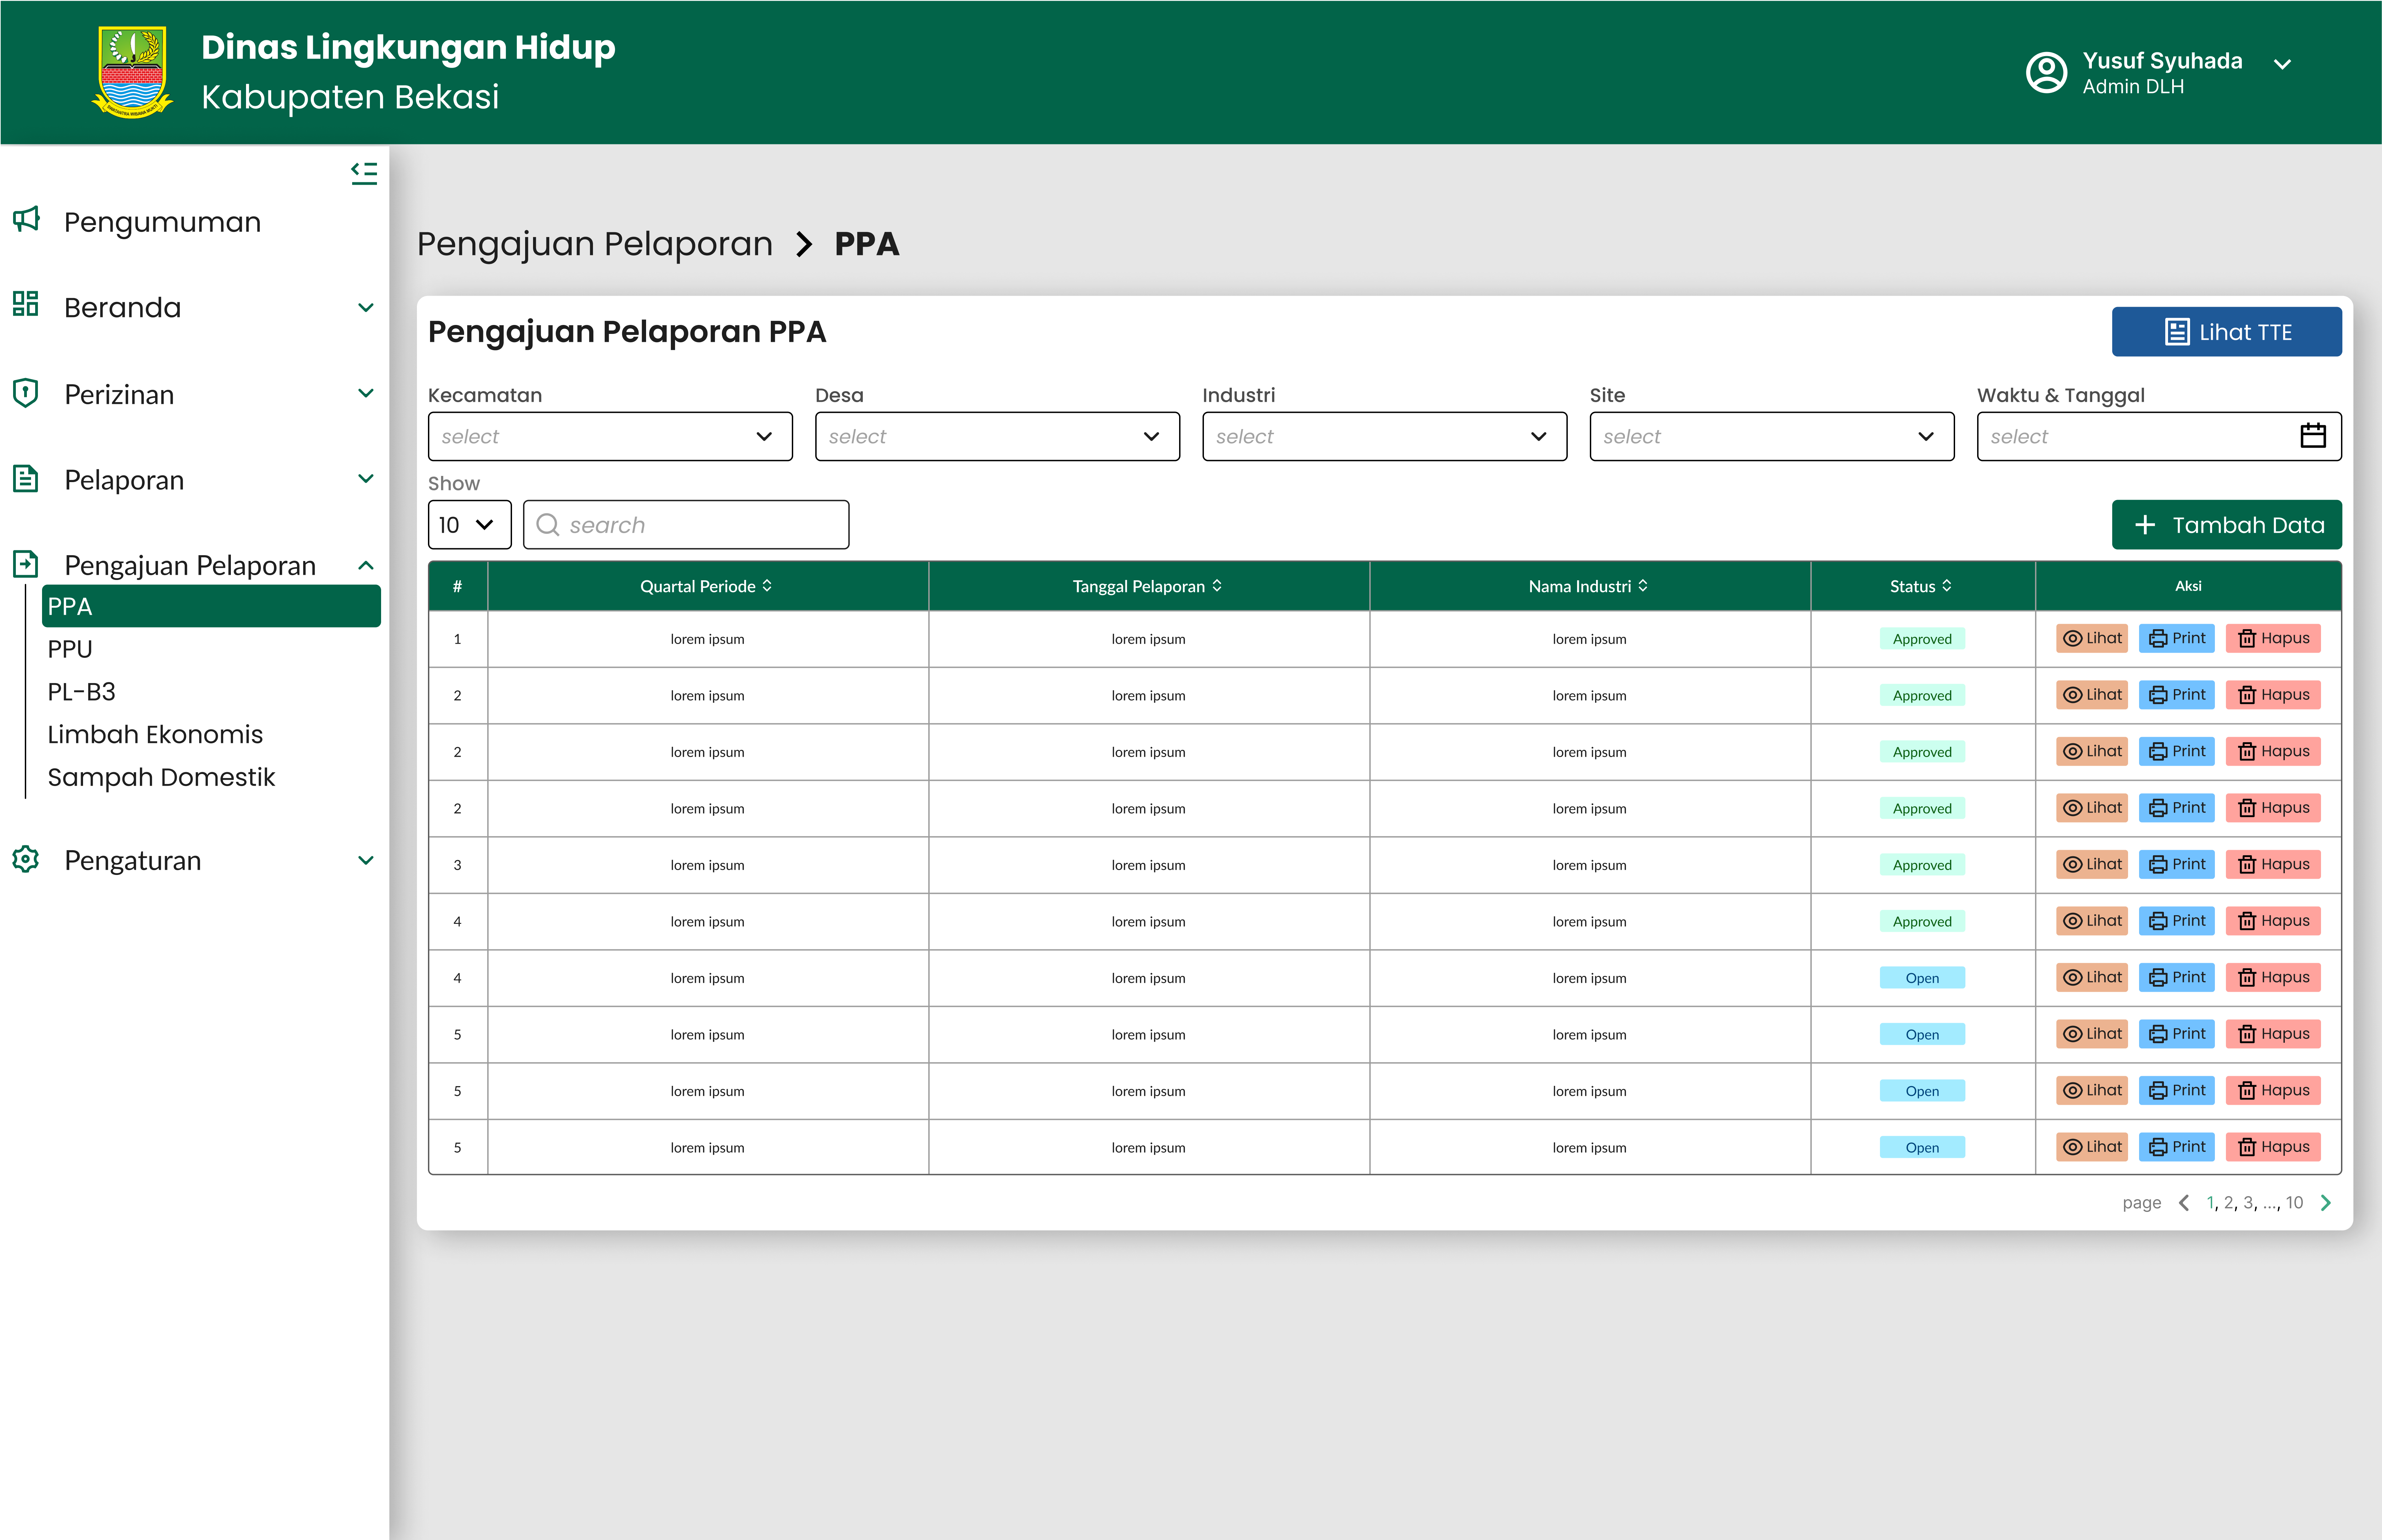 Dinas Lingkungan Hidup
Kabupaten Bekasi
Yusuf Syuhada
Admin DLH
Pengumuman
Beranda
Perizinan
Pelaporan
Pengajuan Pelaporan
PPA
PPU
PL-B3
Limbah Ekonomis
Sampah Domestik
Pengaturan
Pengajuan Pelaporan PPA
Pengajuan Pelaporan PPA
Lihat TTE
Kecamatan Desa Industri Site Waktu & Tanggal
select select select select select
Show
10 search
Tambah Data
# Quartal Periode Tanggal Pelaporan Nama Industri Status Aksi
1 lorem ipsum lorem ipsum lorem ipsum Approved Lihat Print Hapus
2 lorem ipsum lorem ipsum lorem ipsum Approved Lihat Print Hapus
2 lorem ipsum lorem ipsum lorem ipsum Approved Lihat Print Hapus
2 lorem ipsum lorem ipsum lorem ipsum Approved Lihat Print Hapus
3 lorem ipsum lorem ipsum lorem ipsum Approved Lihat Print Hapus
4 lorem ipsum lorem ipsum lorem ipsum Approved Lihat Print Hapus
4 lorem ipsum lorem ipsum lorem ipsum Open Lihat Print Hapus
5 lorem ipsum lorem ipsum lorem ipsum Open Lihat Print Hapus
5 lorem ipsum lorem ipsum lorem ipsum Open Lihat Print Hapus
5 lorem ipsum lorem ipsum lorem ipsum Open Lihat Print Hapus
page 1, 2, 3, ..., 10